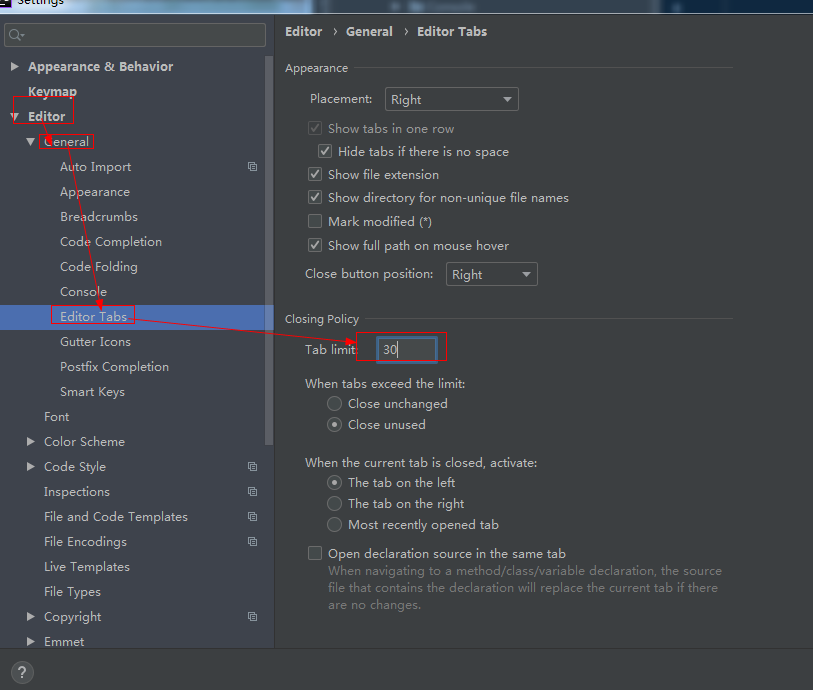 Settings
Editor › General › Editor Tabs
Appearance & Behavior
Keymap
Editor
General
Auto Import
Appearance
Breadcrumbs
Code Completion
Code Folding
Console
Editor Tabs
Gutter Icons
Postfix Completion
Smart Keys
Font
Color Scheme
Code Style
Inspections
File and Code Templates
File Encodings
Live Templates
File Types
Copyright
Emmet
?
Appearance
Placement: Right
Show tabs in one row
Hide tabs if there is no space
Show file extension
Show directory for non-unique file names
Mark modified (*)
Show full path on mouse hover
Close button position: Right
Closing Policy
Tab limit: 30
When tabs exceed the limit:
Close unchanged
Close unused
When the current tab is closed, activate:
The tab on the left
The tab on the right
Most recently opened tab
Open declaration source in the same tab
When navigating to a method/class/variable declaration, the source
file that contains the declaration will replace the current tab if there
are no changes.